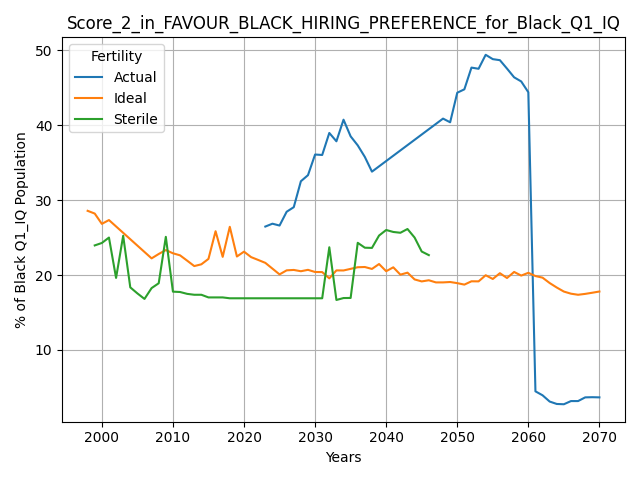 Score_2_in_FAVOUR_BLACK_HIRING_PREFERENCE_for_Black_Q1_IQ
Fertility
Actual
Ideal
Sterile
% of Black Q1_IQ Population
50
40
30
20
10
2000 2010 2020 2030 2040 2050 2060 2070
Years